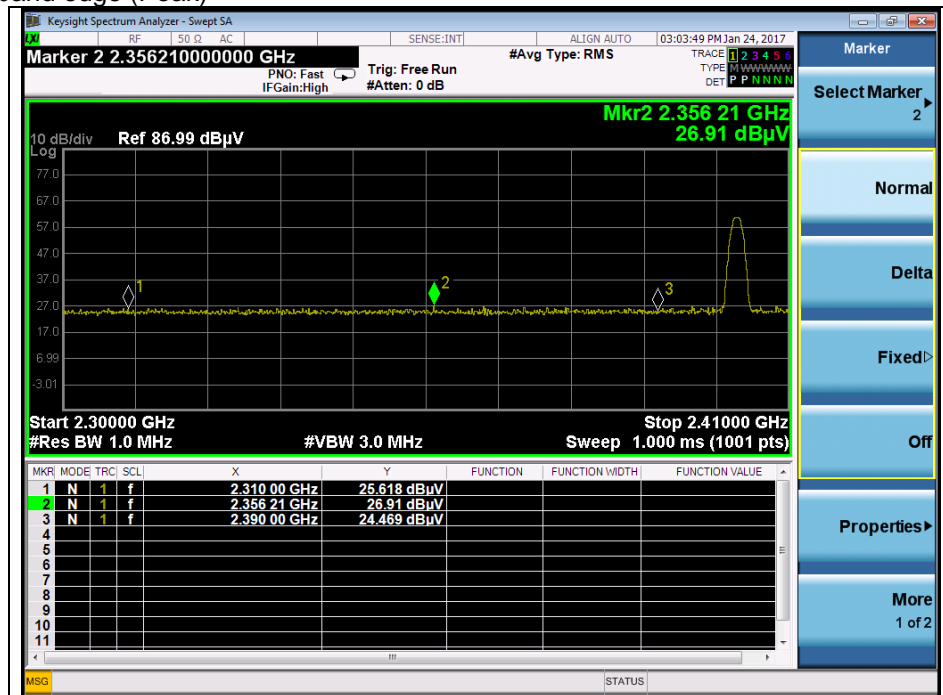 band edge (Peak)
Keysight Spectrum Analyzer - Swept SA
LXI RF 50 Ω AC SENSE:INT ALIGN AUTO 03:03:49 PM Jan 24, 2017
Marker 2 2.356210000000 GHz
PNO: Fast
IFGain:High
Trig: Free Run
#Atten: 0 dB
#Avg Type: RMS
TRACE 1 2 3 4 5 6
TYPE M WWWWW
DET P P N N N N
Mkr2 2.356 21 GHz
26.91 dBµV
10 dB/div Ref 86.99 dBµV
Log
77.0
67.0
57.0
47.0
37.0
27.0
17.0
6.99
-3.01
1
2
3
Start 2.30000 GHz Stop 2.41000 GHz
#Res BW 1.0 MHz #VBW 3.0 MHz Sweep 1.000 ms (1001 pts)
MKR MODE TRC SCL X Y FUNCTION FUNCTION WIDTH FUNCTION VALUE
1 N 1 f 2.310 00 GHz 25.618 dBµV
2 N 1 f 2.356 21 GHz 26.91 dBµV
3 N 1 f 2.390 00 GHz 24.469 dBµV
4
5
6
7
8
9
10
11
MSG STATUS
Marker
Select Marker
2
Normal
Delta
Fixed
Off
Properties
More
1 of 2